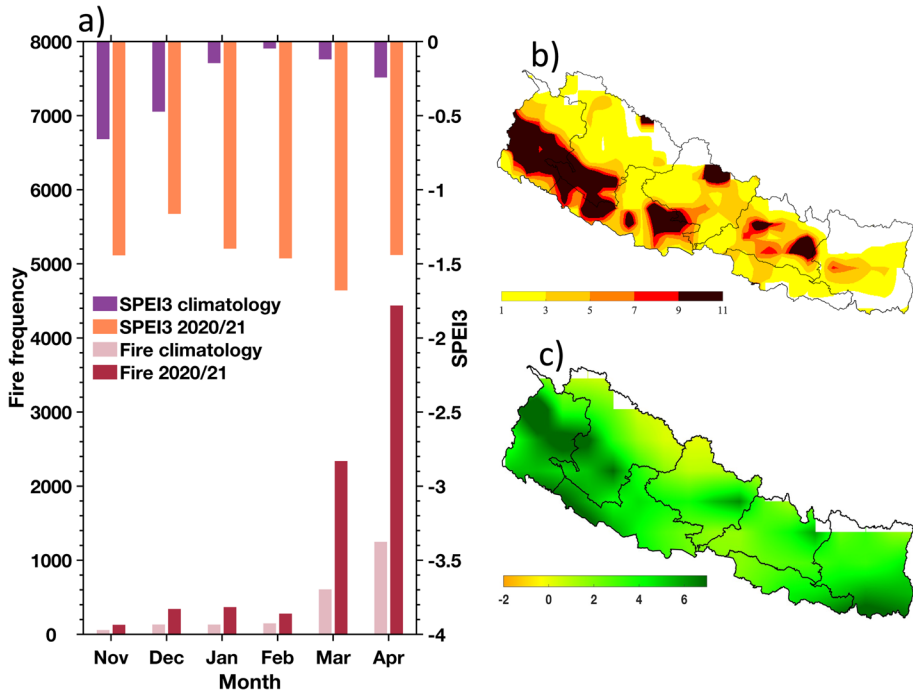 a)
8000
7000
6000
5000
4000
3000
2000
1000
0
Fire frequency
SPEI3 climatology
SPEI3 2020/21
Fire climatology
Fire 2020/21
0
-0.5
-1
-1.5
-2
-2.5
-3
-3.5
-4
SPEI3
Nov Dec Jan Feb Mar Apr
Month
b)
1 3 5 7 9 11
c)
-2 0 2 4 6